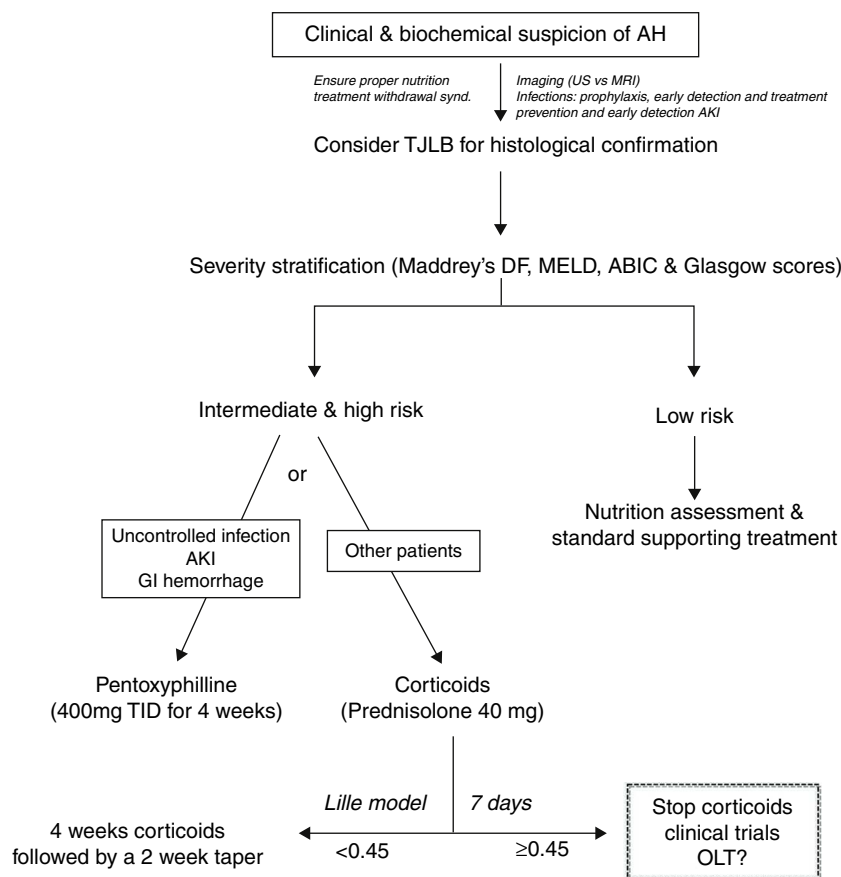 Clinical & biochemical suspicion of AH
Ensure proper nutrition
treatment withdrawal synd.
Imaging (US vs MRI)
Infections: prophylaxis, early detection and treatment
prevention and early detection AKI
Consider TJLB for histological confirmation
Severity stratification (Maddrey's DF, MELD, ABIC & Glasgow scores)
Intermediate & high risk
Low risk
or
Nutrition assessment &
standard supporting treatment
Uncontrolled infection
AKI
GI hemorrhage
Other patients
Pentoxyphilline
(400mg TID for 4 weeks)
Corticoids
(Prednisolone 40 mg)
Lille model
7 days
4 weeks corticoids
followed by a 2 week taper
<0.45
≥0.45
Stop corticoids
clinical trials
OLT?